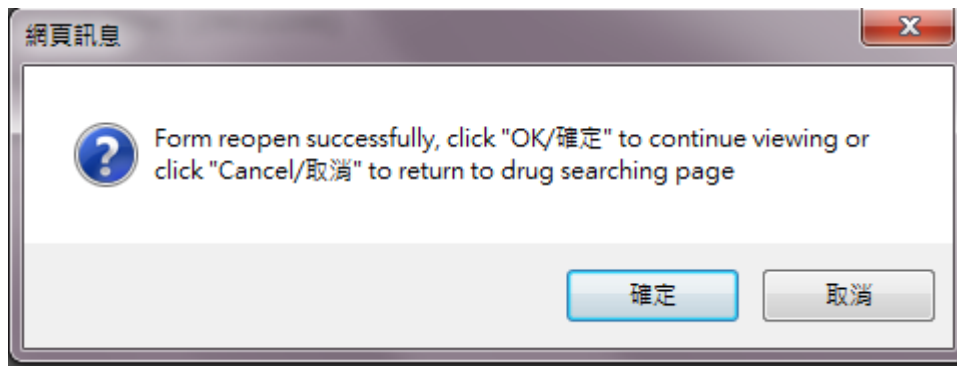 網頁訊息
Form reopen successfully, click "OK/確定" to continue viewing or
click "Cancel/取消" to return to drug searching page
確定
取消